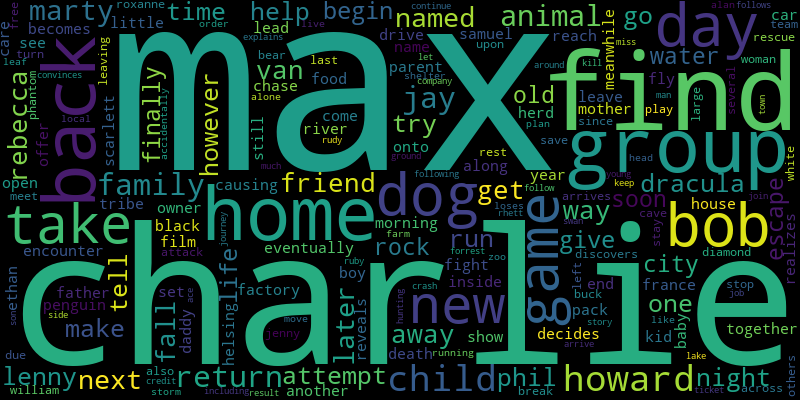 max
charlie
find
back
group
home
day
dog
new
bob
take
game
howard
child
family
return
city
night
phil
lenny
next
rock
fall
later
life
marty
time
help
begin
named
animal
go
van
jay
try
old
water
fly
get
way
give
soon
dracula
escape
one
run
friend
tell
make
away
attempt
rebecca
finally
however
scarlett
becomes
little
see
care
turn
leaving
open
meet
offer
phantom
local
leaf
roxanne
order
live
explains
convinces
accidentally
lead
drive
samuel
name
upon
bear
parent
reach
chase
food
last
let
shelter
company
alone
still
come
river
rudy
onto
herd
plan
meanwhile
leave
mother
since
around
kill
miss
man
play
save
woman
car
team
rescue
large
several
town
alan
follows
continue
white
tribe
causing
owner
along
rest
year
encounter
black
film
eventually
morning
following
ground
head
young
keep
house
diamond
cave
stay
join
realizes
arrives
follow
loses
rhett
journey
much
ethan
father
penguin
side
son
attack
set
daddy
ace
boy
factory
helsing
fight
inside
show
decides
left
discovers
end
france
kid
baby
stop
job
together
like
story
buck
pack
swan
zoo
forrest
farm
ruby
hunting
crash
move
jenny
reveals
death
running
break
arrive
lake
ticket
across
others
due
william
also
credit
storm
another
including
result